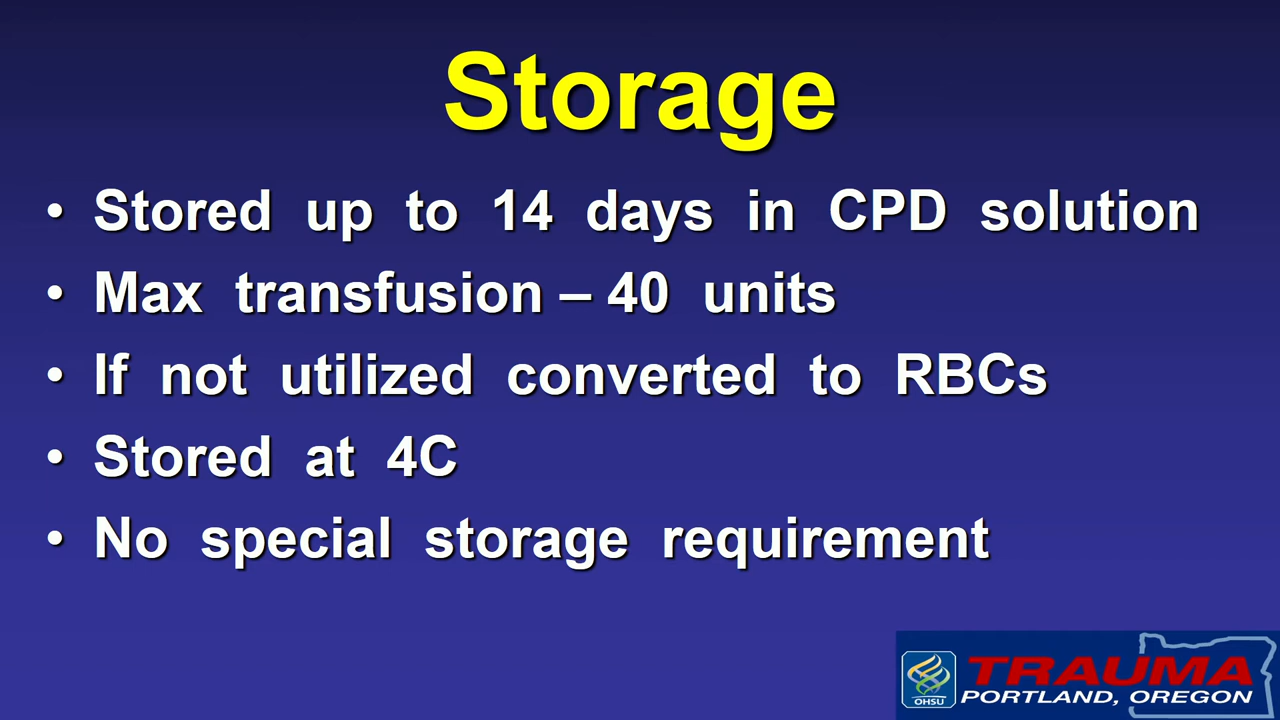 Storage
• Stored up to 14 days in CPD solution
• Max transfusion – 40 units
• If not utilized converted to RBCs
• Stored at 4C
• No special storage requirement
OHSU
TRAUMA
PORTLAND, OREGON